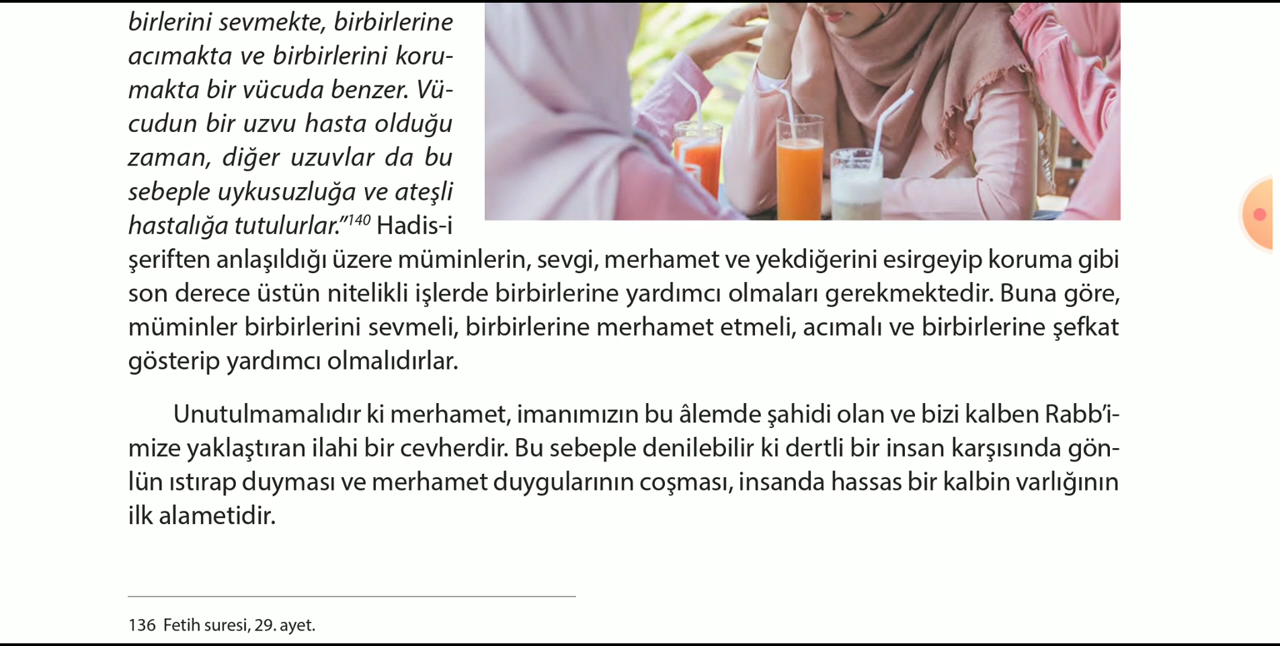 birlerini sevmekte, birbirlerine
acımakta ve birbirlerini koru-
makta bir vücuda benzer. Vü-
cudun bir uzvu hasta olduğu
zaman, diğer uzuvlar da bu
sebeple uykusuzluğa ve ateşli
hastalığa tutulurlar.”140 Hadis-i
şeriften anlaşıldığı üzere müminlerin, sevgi, merhamet ve yekdiğerini esirgeyip koruma gibi
son derece üstün nitelikli işlerde birbirlerine yardımcı olmaları gerekmektedir. Buna göre,
müminler birbirlerini sevmeli, birbirlerine merhamet etmeli, acımalı ve birbirlerine şefkat
gösterip yardımcı olmalıdırlar.
Unutulmamalıdır ki merhamet, imanımızın bu âlemde şahidi olan ve bizi kalben Rabb’i-
mize yaklaştıran ilahi bir cevherdir. Bu sebeple denilebilir ki dertli bir insan karşısında gön-
lün ıstırap duyması ve merhamet duygularının coşması, insanda hassas bir kalbin varlığının
ilk alametidir.
136 Fetih suresi, 29. ayet.